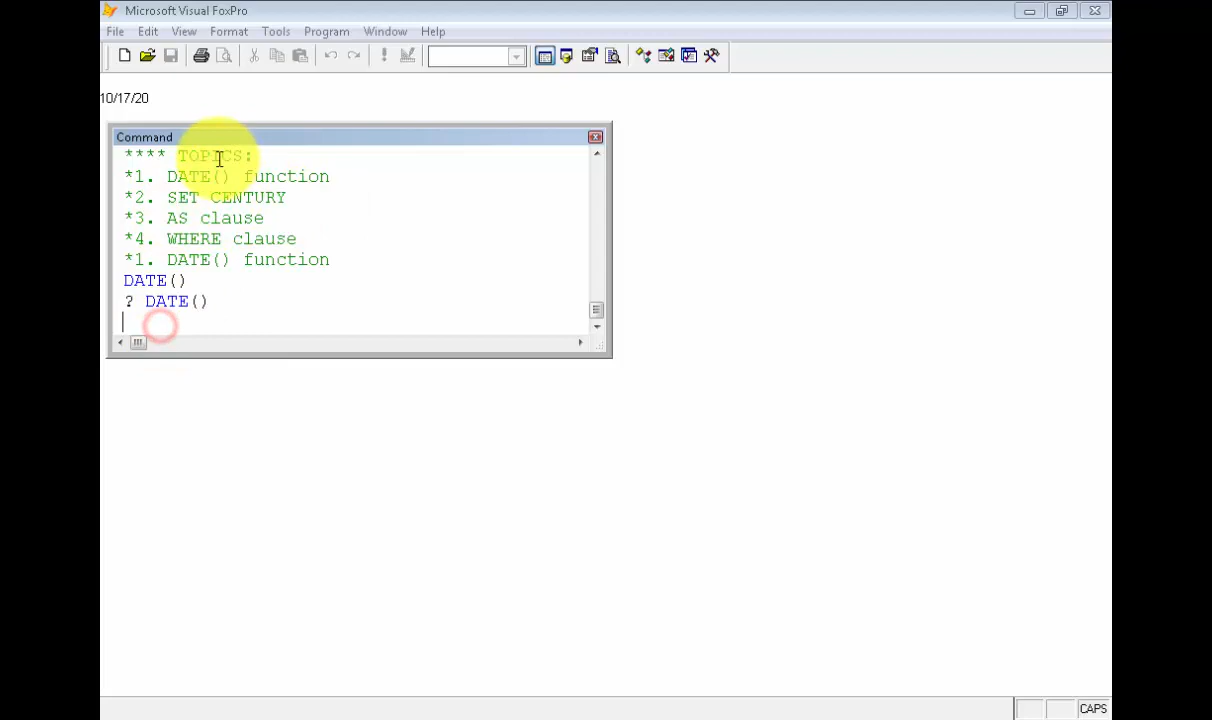 Microsoft Visual FoxPro
File Edit View Format Tools Program Window Help
10/17/20
Command
**** TOPICS:
*1. DATE() function
*2. SET CENTURY
*3. AS clause
*4. WHERE clause
*1. DATE() function
DATE()
? DATE()
CAPS